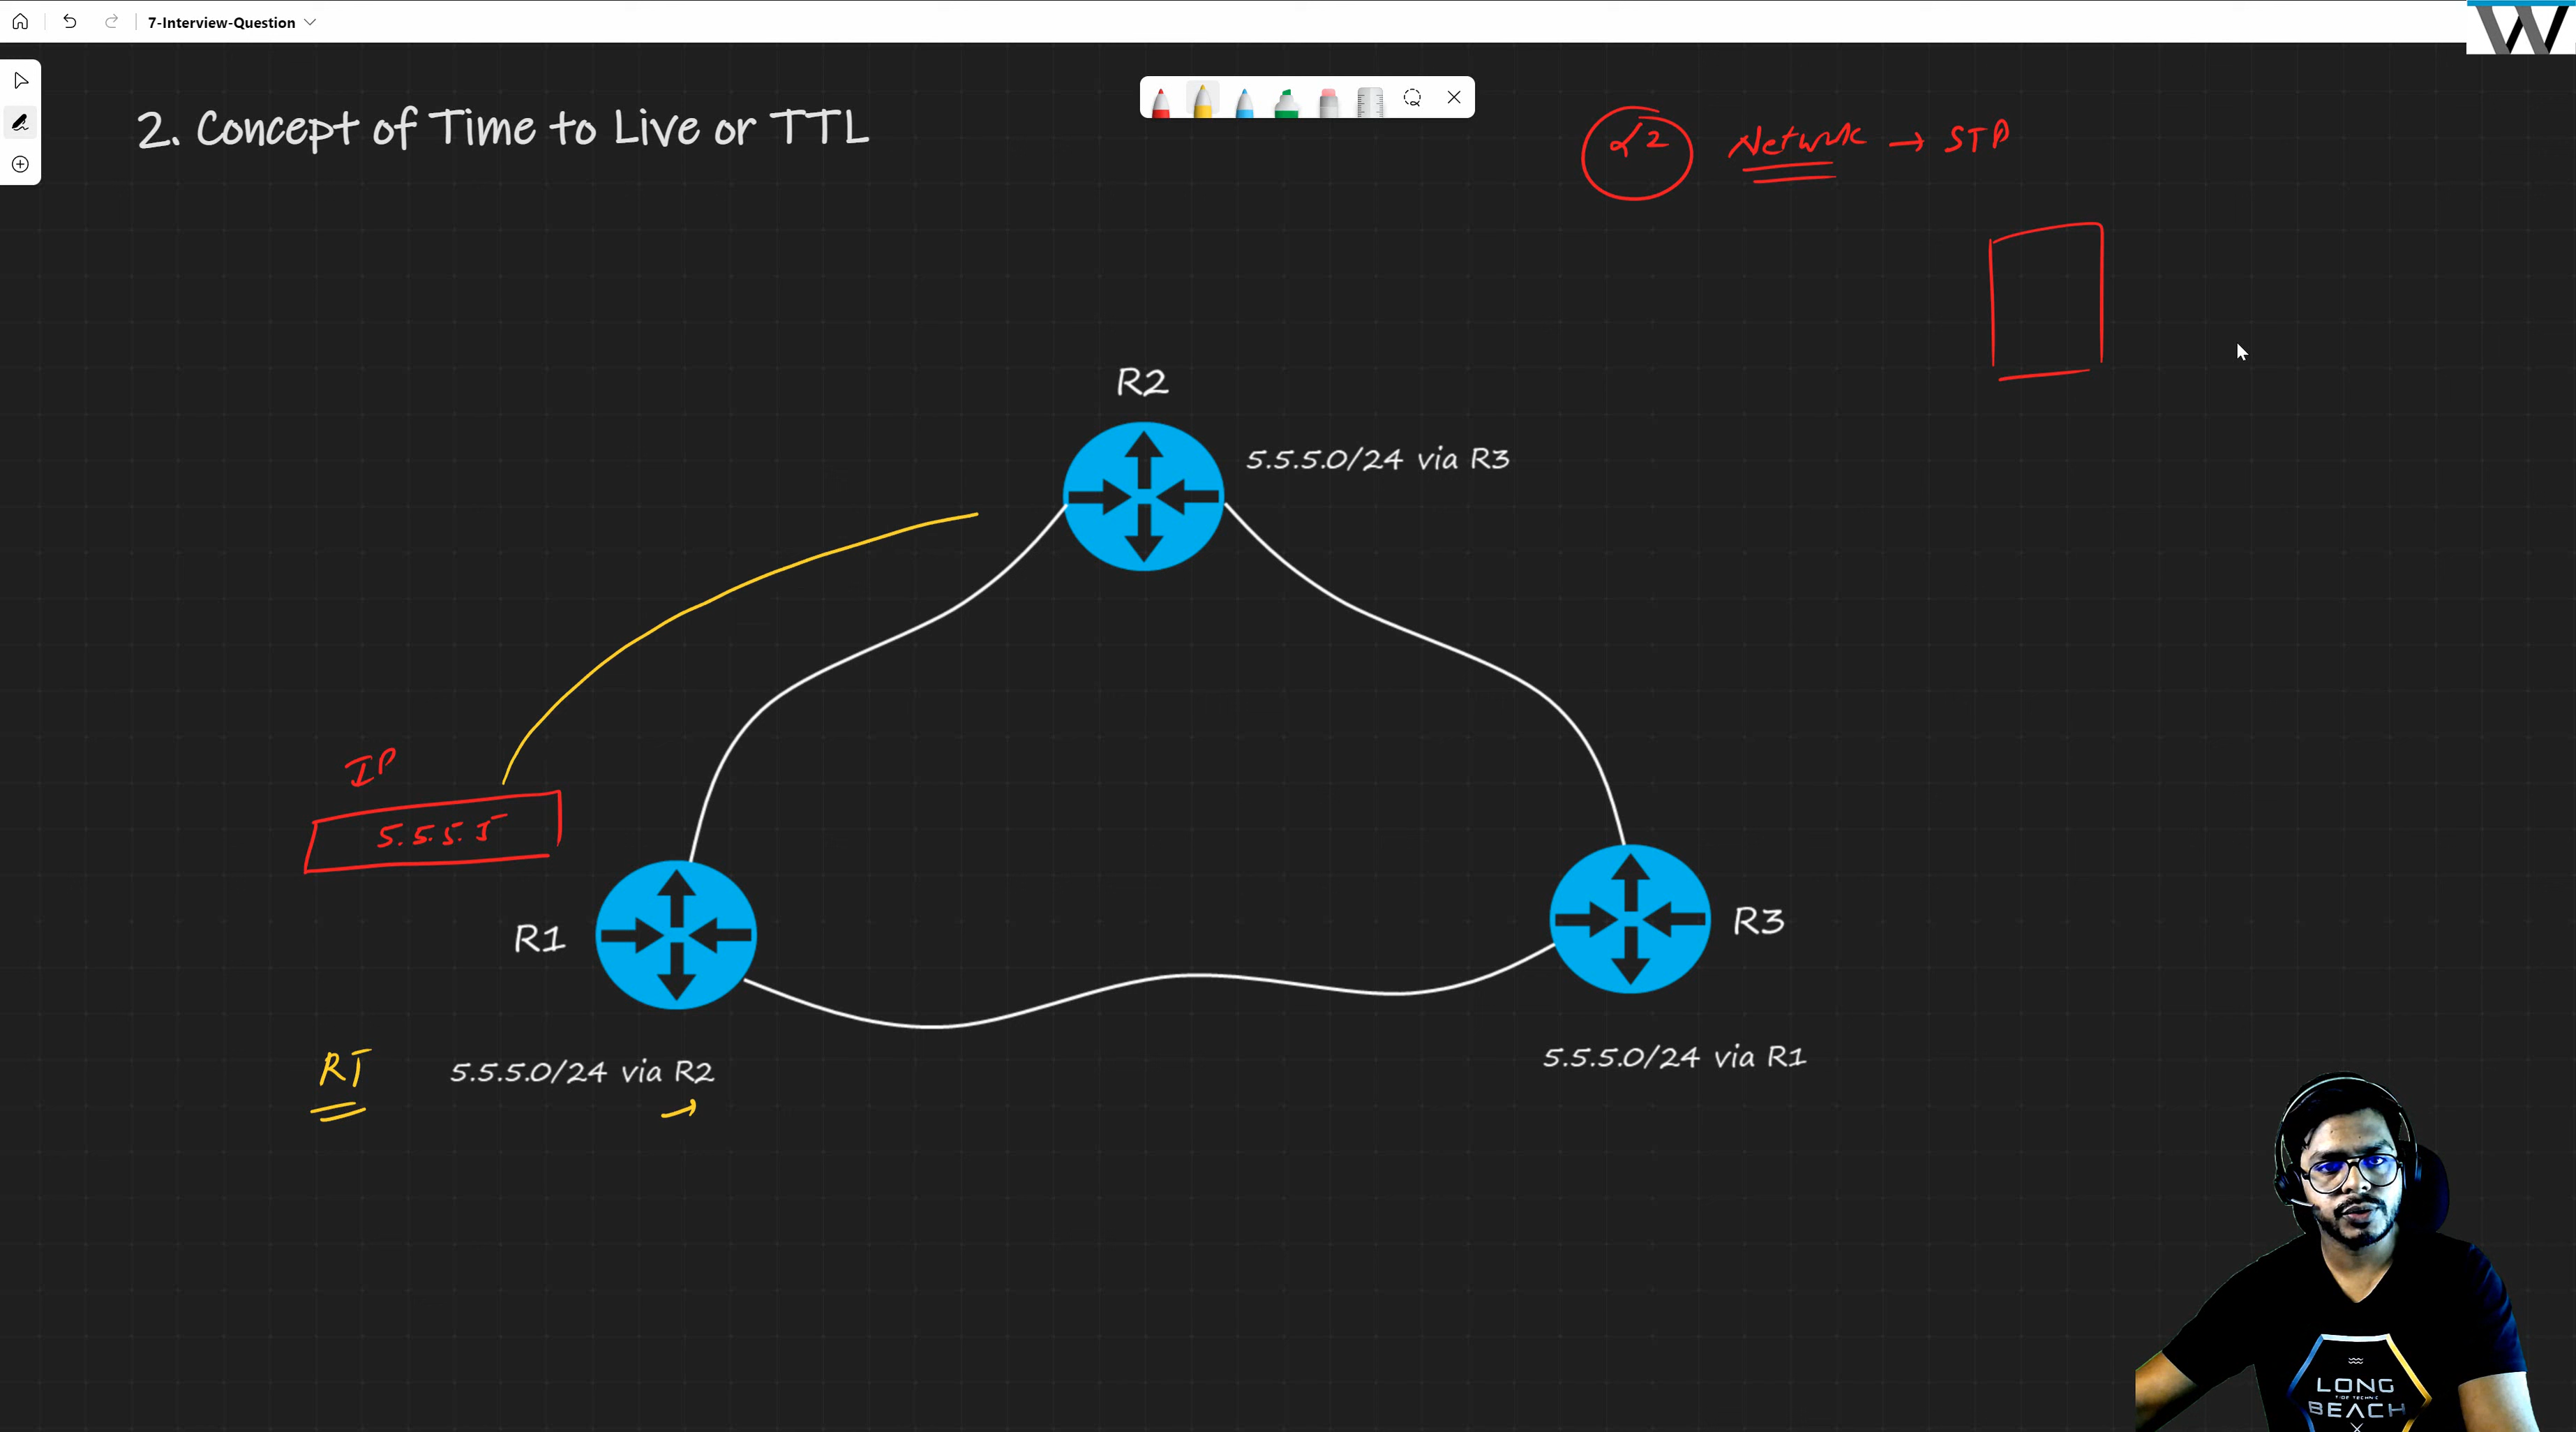 7-Interview-Question
W
2. Concept of Time to Live or TTL
L2 Network → STP
R2
5.5.5.0/24 via R3
IP
5.5.5.5
R1
R3
RT
5.5.5.0/24 via R2
→
5.5.5.0/24 via R1
LONG
BEACH